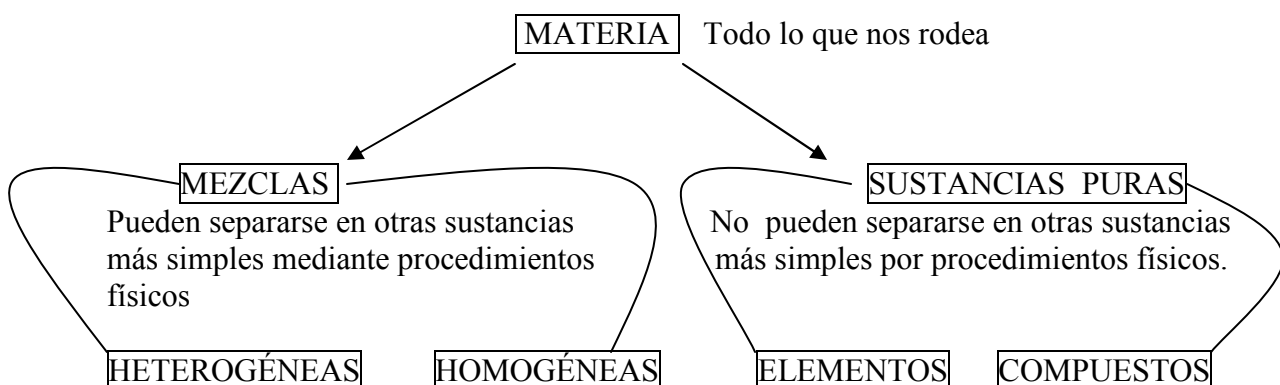 MATERIA Todo lo que nos rodea
MEZCLAS
Pueden separarse en otras sustancias
más simples mediante procedimientos
físicos
SUSTANCIAS PURAS
No pueden separarse en otras sustancias
más simples por procedimientos físicos.
HETEROGÉNEAS HOMOGÉNEAS ELEMENTOS COMPUESTOS